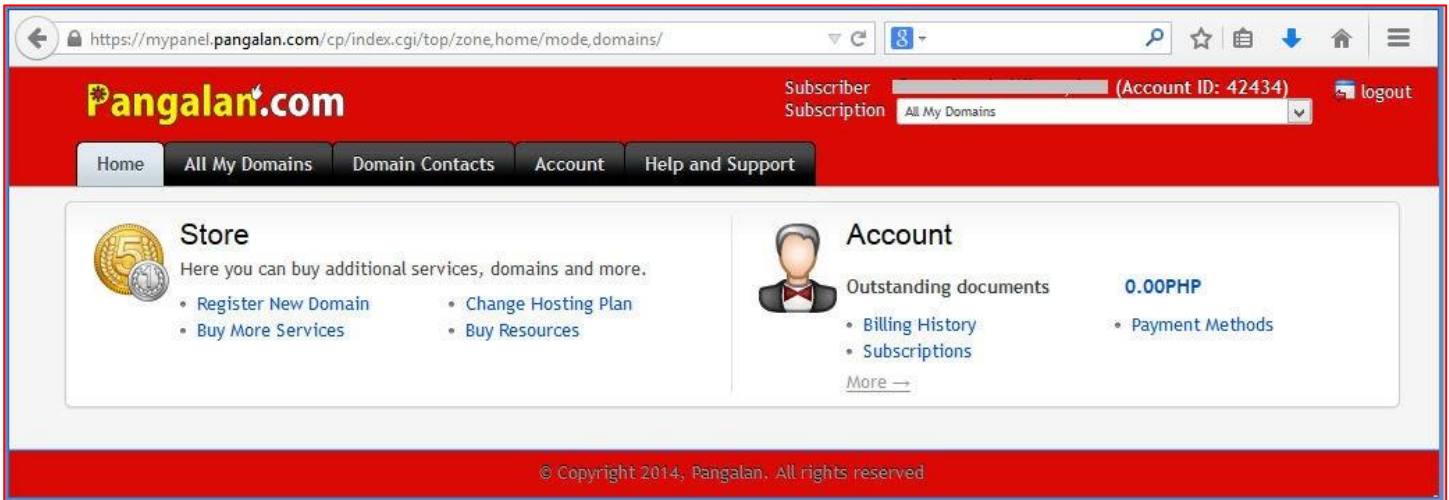 https://mypanel.pangalan.com/cp/index.cgi/top/zone,home/mode,domains/
Pangalan.com
Subscriber (Account ID: 42434) logout
Subscription All My Domains
Home All My Domains Domain Contacts Account Help and Support
Store
Here you can buy additional services, domains and more.
• Register New Domain • Change Hosting Plan
• Buy More Services • Buy Resources
Account
Outstanding documents 0.00PHP
• Billing History • Payment Methods
• Subscriptions
More →
© Copyright 2014, Pangalan. All rights reserved